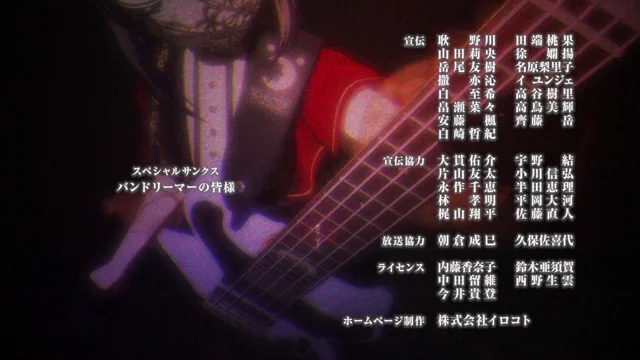 スペシャルサンクス
バンドリーマーの皆様
宣伝 耿 野川 田端桃果
山田莉央 徐 嫻揚
岳尾友樹 名原梨里子
撒 亦沁 イ ユンジェ
白 至希 高谷樹里
畠瀬菜々 高鳥美輝
安藤 楓 齊藤 岳
白崎哲紀
宣伝協力 大貫佑介 宇野 結
片山友太 小川信弘
永作千恵 半田恵理
林 孝明 平岡大河
梶山翔平 佐藤直人
放送協力 朝倉成巳 久保佐喜代
ライセンス 内藤香奈子 鈴木亜須賀
中田留維 西野生雲
今井貴登
ホームページ制作 株式会社イロコト